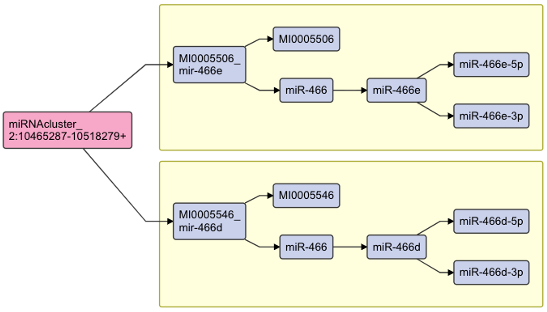 miRNAcluster_
2:10465287-10518279+
MI0005506_
mir-466e
MI0005506
miR-466
miR-466e
miR-466e-5p
miR-466e-3p
MI0005546_
mir-466d
MI0005546
miR-466
miR-466d
miR-466d-5p
miR-466d-3p